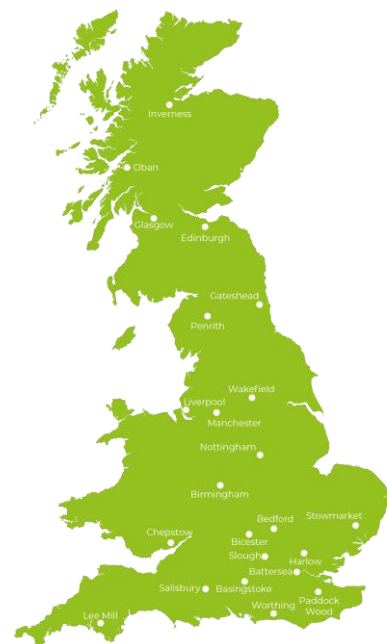 Inverness
Oban
Glasgow
Edinburgh
Gateshead
Penrith
Wakefield
Liverpool
Manchester
Nottingham
Birmingham
Stowmarket
Bedford
Chepstow
Bicester
Slough
Harlow
Battersea
Salisbury
Basingstoke
Paddock
Wood
Worthing
Lee Mill